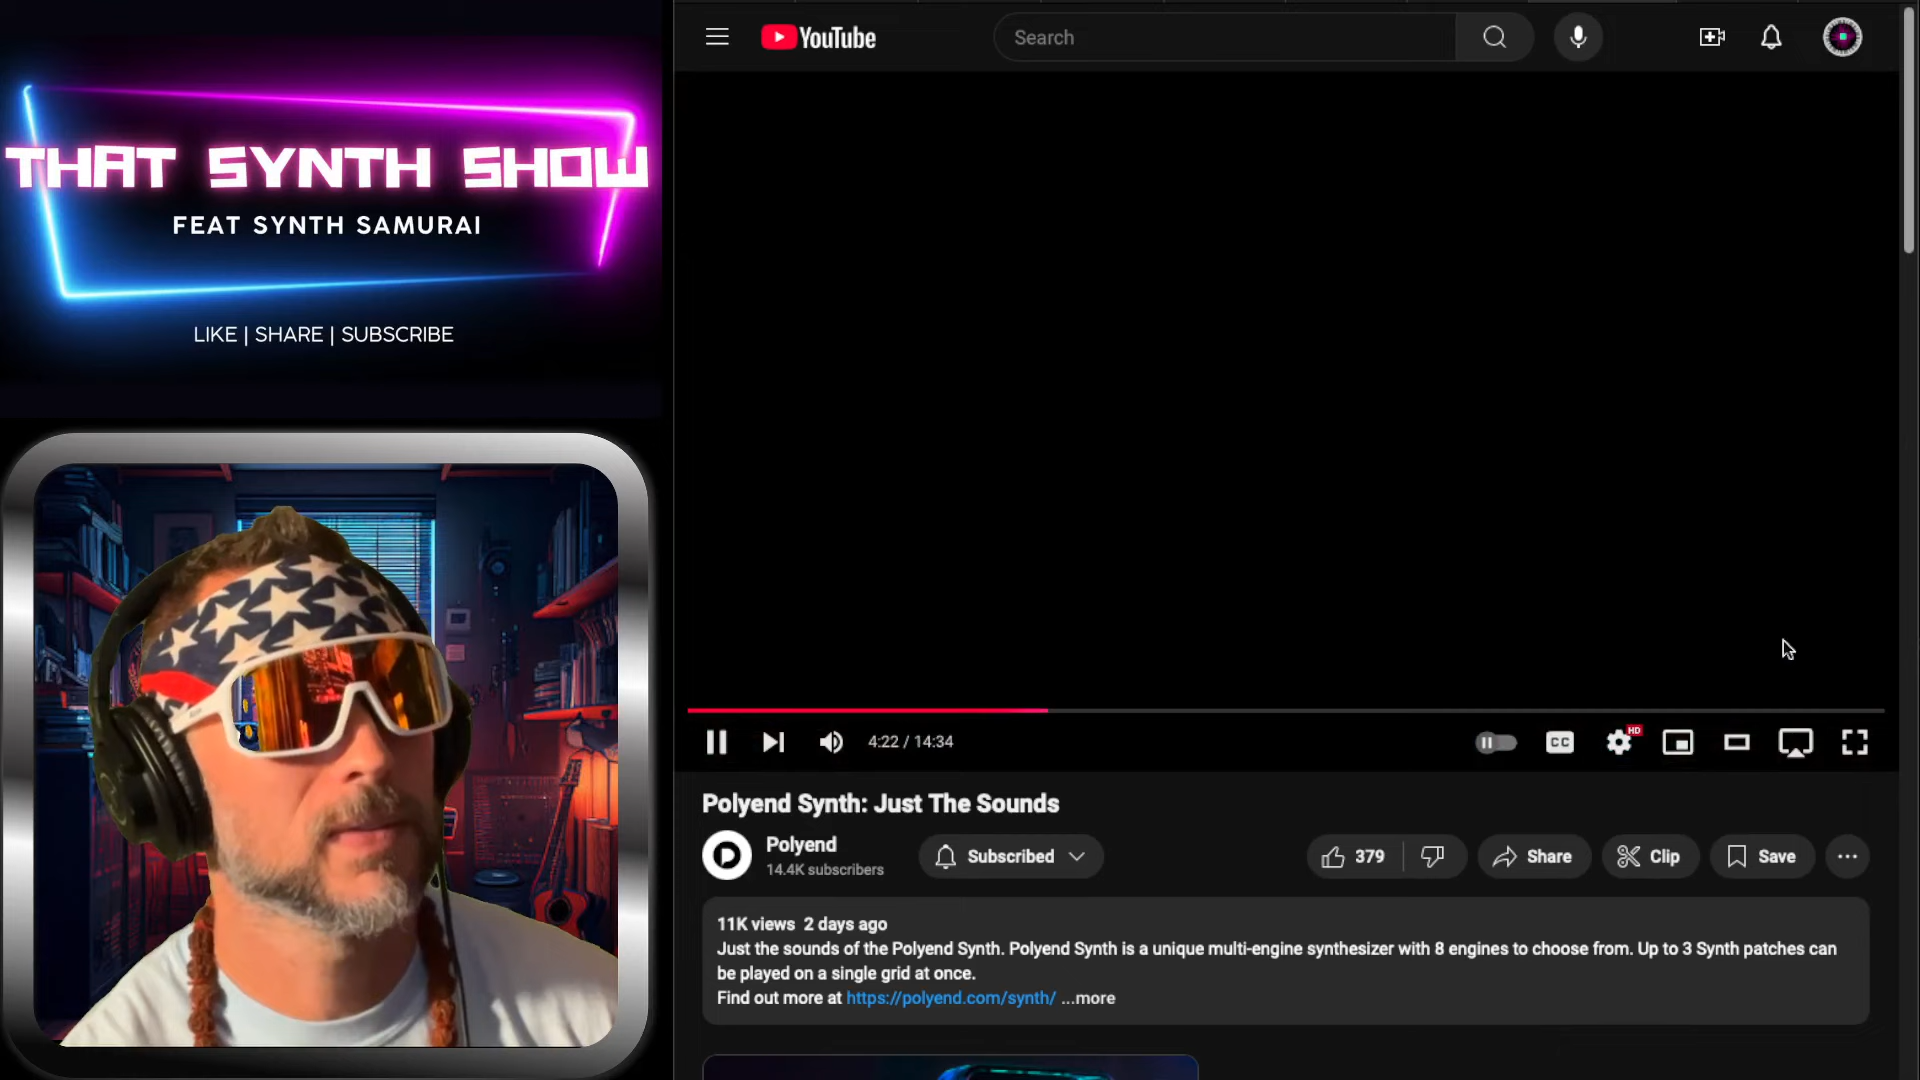 THAT SYNTH SHOW
FEAT SYNTH SAMURAI
LIKE | SHARE | SUBSCRIBE
YouTube
Search
4:22 / 14:34
CC
HD
Polyend Synth: Just The Sounds
Polyend
14.4K subscribers
Subscribed
379
Share
Clip
Save
11K views 2 days ago
Just the sounds of the Polyend Synth. Polyend Synth is a unique multi-engine synthesizer with 8 engines to choose from. Up to 3 Synth patches can
be played on a single grid at once.
Find out more at https://polyend.com/synth/ ...more